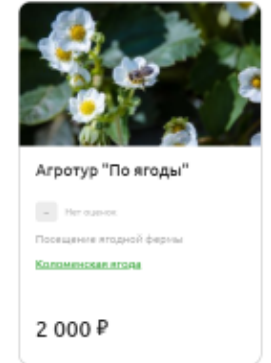 Агротур "По ягоды"
– Нет оценок
Посещение ягодной фермы
Коломенская ягода
2 000 ₽